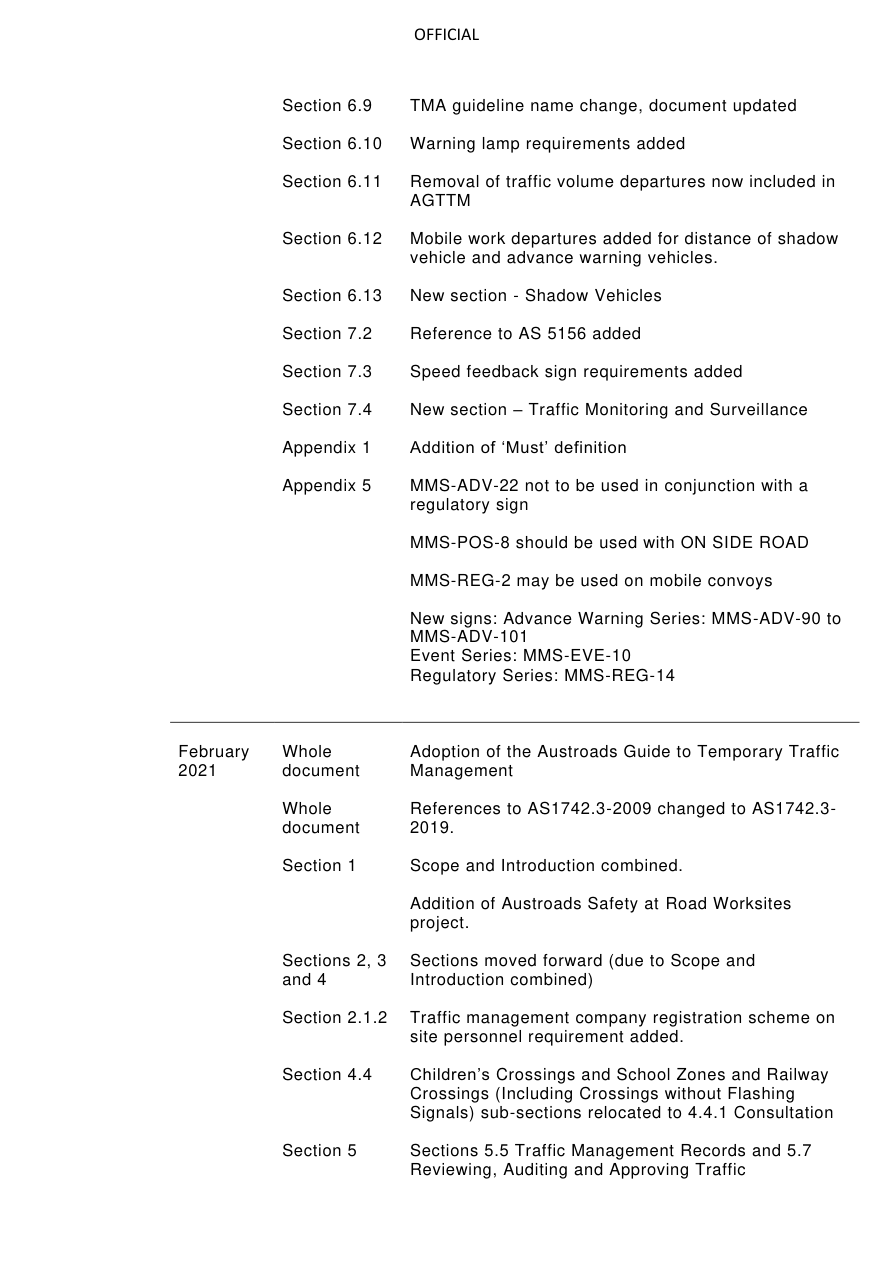 OFFICIAL
Section 6.9 TMA guideline name change, document updated
Section 6.10 Warning lamp requirements added
Section 6.11 Removal of traffic volume departures now included in
AGTTM
Section 6.12 Mobile work departures added for distance of shadow
vehicle and advance warning vehicles.
Section 6.13 New section - Shadow Vehicles
Section 7.2 Reference to AS 5156 added
Section 7.3 Speed feedback sign requirements added
Section 7.4 New section – Traffic Monitoring and Surveillance
Appendix 1 Addition of ‘Must’ definition
Appendix 5 MMS-ADV-22 not to be used in conjunction with a
regulatory sign
MMS-POS-8 should be used with ON SIDE ROAD
MMS-REG-2 may be used on mobile convoys
New signs: Advance Warning Series: MMS-ADV-90 to
MMS-ADV-101
Event Series: MMS-EVE-10
Regulatory Series: MMS-REG-14
February Whole Adoption of the Austroads Guide to Temporary Traffic
2021 document Management
Whole References to AS1742.3-2009 changed to AS1742.3-
document 2019.
Section 1 Scope and Introduction combined.
Addition of Austroads Safety at Road Worksites
project.
Sections 2, 3 Sections moved forward (due to Scope and
and 4 Introduction combined)
Section 2.1.2 Traffic management company registration scheme on
site personnel requirement added.
Section 4.4 Children’s Crossings and School Zones and Railway
Crossings (Including Crossings without Flashing
Signals) sub-sections relocated to 4.4.1 Consultation
Section 5 Sections 5.5 Traffic Management Records and 5.7
Reviewing, Auditing and Approving Traffic